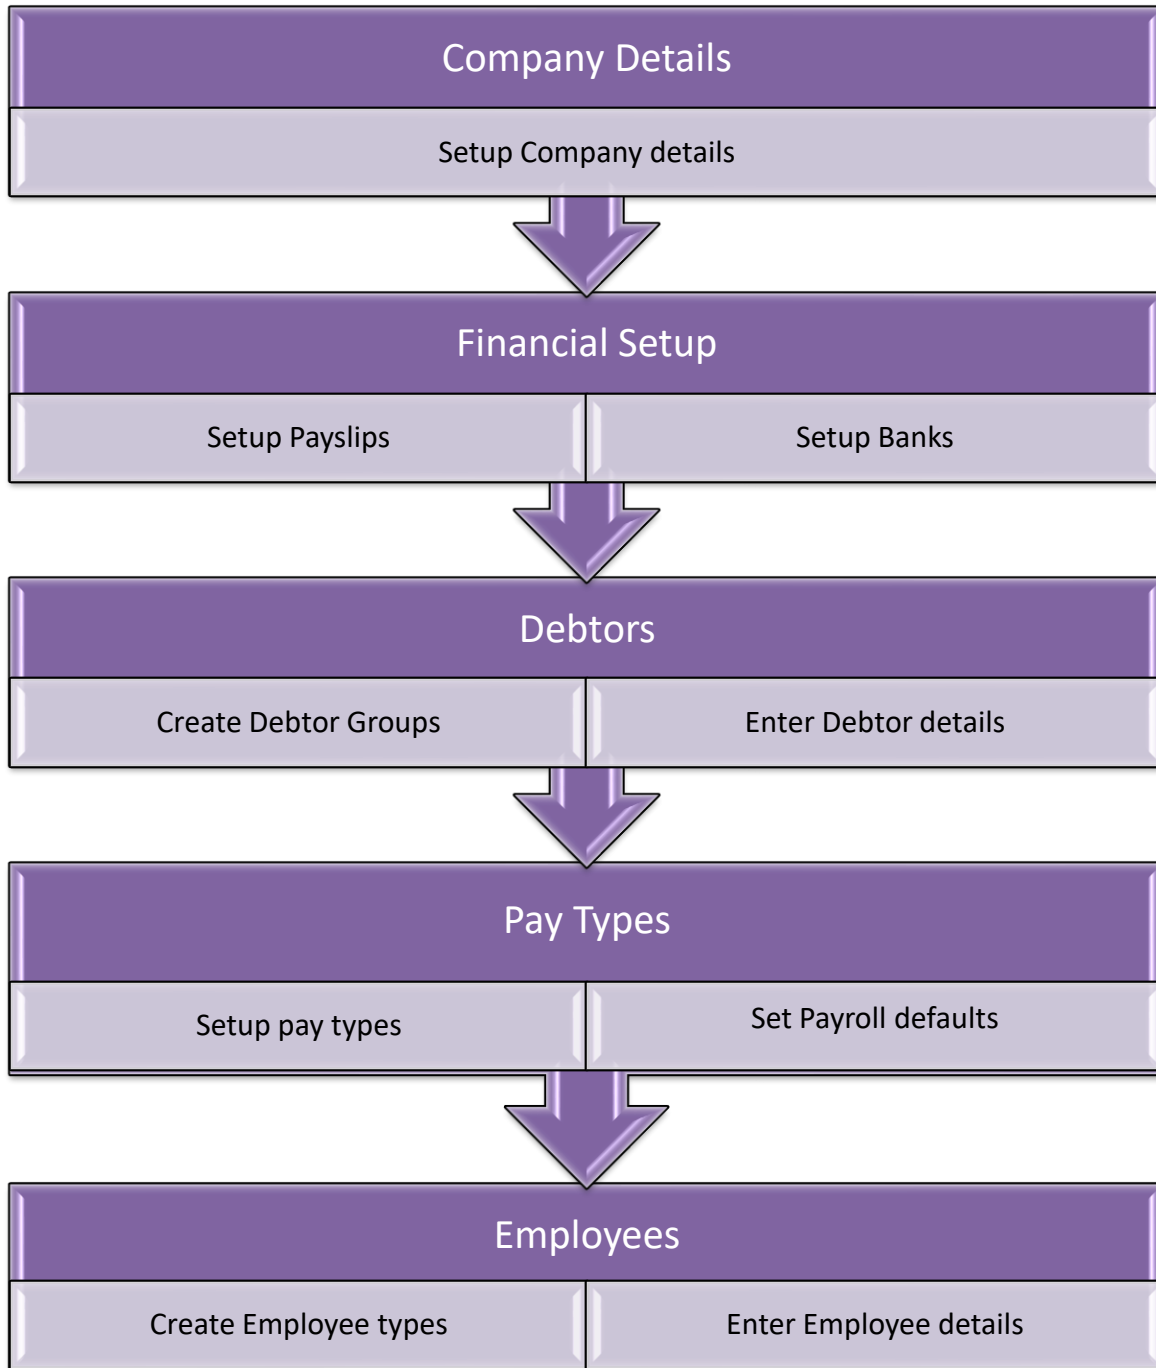 Company Details
Setup Company details
Financial Setup
Setup Payslips
Setup Banks
Debtors
Create Debtor Groups
Enter Debtor details
Pay Types
Setup pay types
Set Payroll defaults
Employees
Create Employee types
Enter Employee details